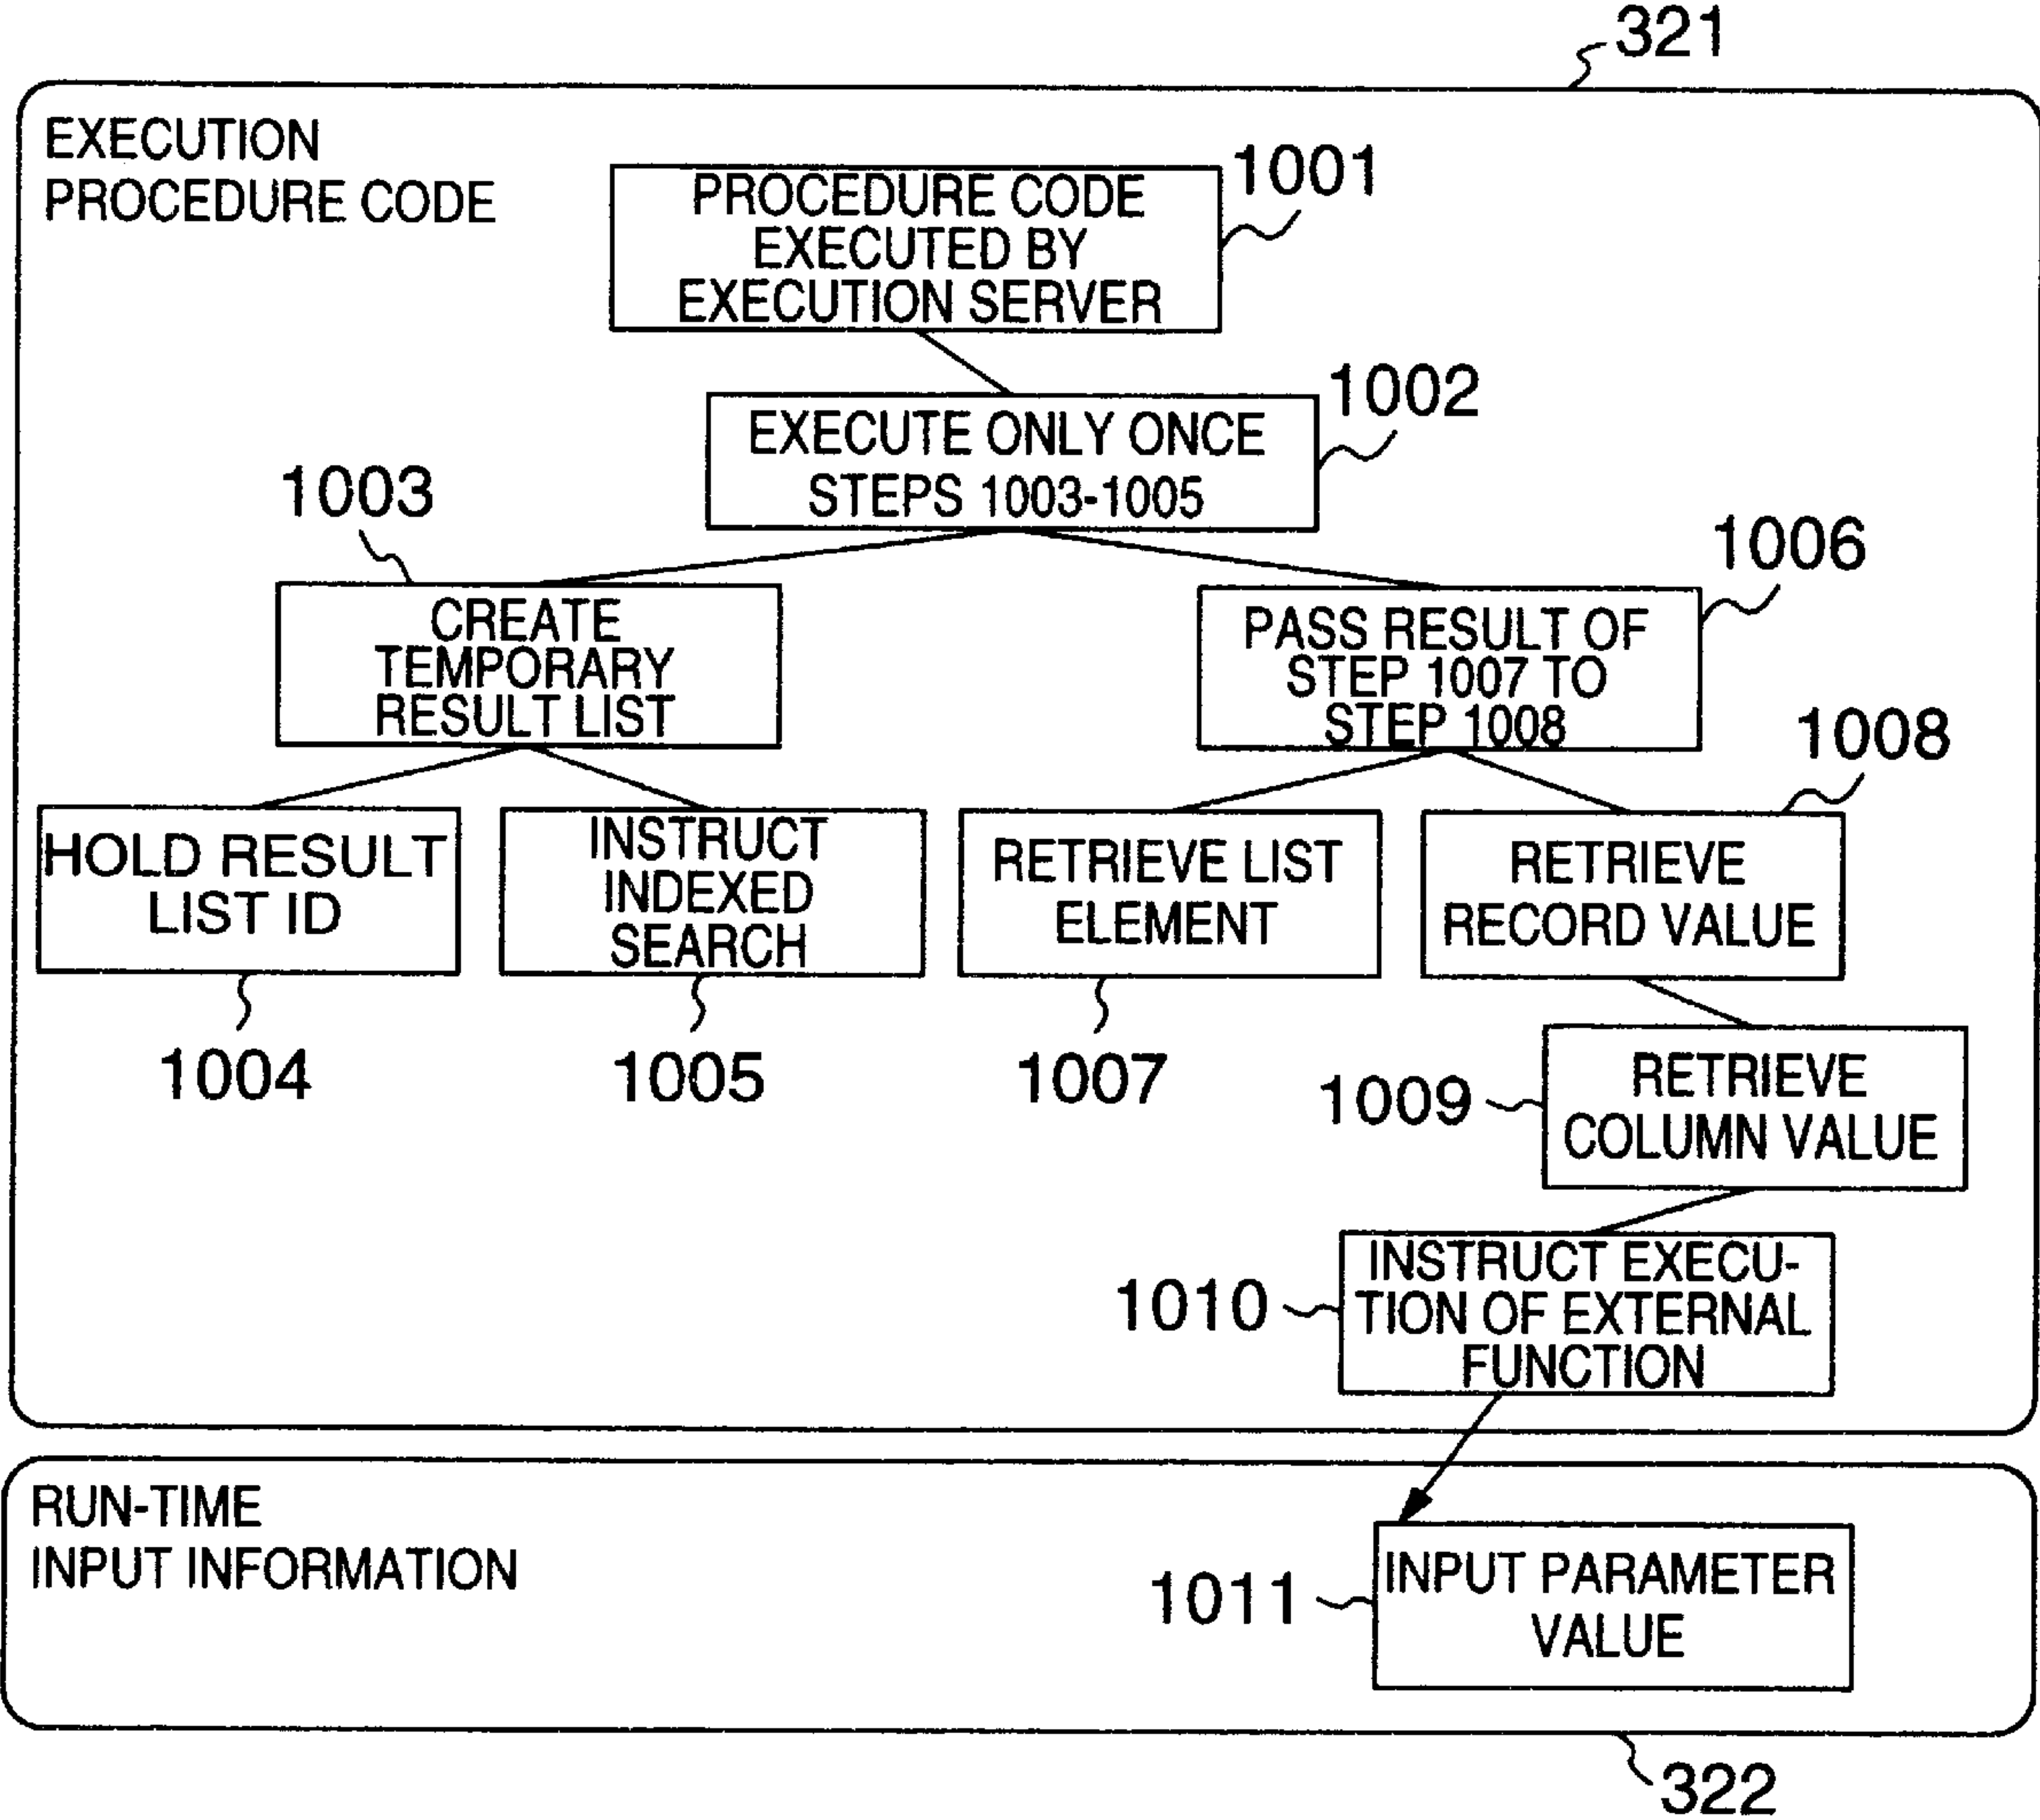 321
EXECUTION
PROCEDURE CODE
PROCEDURE CODE
EXECUTED BY
EXECUTION SERVER
1001
EXECUTE ONLY ONCE
STEPS 1003-1005
1002
1003
CREATE
TEMPORARY
RESULT LIST
1006
PASS RESULT OF
STEP 1007 TO
STEP 1008
1008
HOLD RESULT
LIST ID
INSTRUCT
INDEXED
SEARCH
RETRIEVE LIST
ELEMENT
RETRIEVE
RECORD VALUE
1004
1005
1007
1009
RETRIEVE
COLUMN VALUE
1010
INSTRUCT EXECU-
TION OF EXTERNAL
FUNCTION
RUN-TIME
INPUT INFORMATION
1011
INPUT PARAMETER
VALUE
322